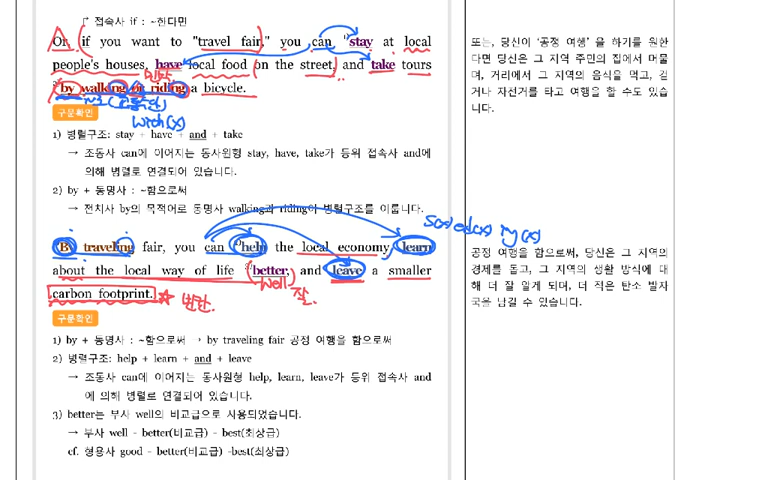 접속사 if : ~한다면
Or, if you want to "travel fair," you can stay at local
people's houses, have local food on the street, and take tours
by walking or riding a bicycle.
with(x)
구문확인
1) 병렬구조: stay + have + and + take
→ 조동사 can에 이어지는 동사원형 stay, have, take가 등위 접속사 and에
의해 병렬로 연결되어 있습니다.
2) by + 동명사 : ~함으로써
→ 전치사 by의 목적어로 동명사 walking과 riding이 병렬구조를 이룹니다.
s(x) ed(x) ing(x)
By traveling fair, you can help the local economy, learn
about the local way of life better, and leave a smaller
well 잘.
carbon footprint.
빈칸.
구문확인
1) by + 동명사 : ~함으로써 → by traveling fair 공정 여행을 함으로써
2) 병렬구조: help + learn + and + leave
→ 조동사 can에 이어지는 동사원형 help, learn, leave가 등위 접속사 and
에 의해 병렬로 연결되어 있습니다.
3) better는 부사 well의 비교급으로 사용되었습니다.
→ 부사 well - better(비교급) - best(최상급)
cf. 형용사 good - better(비교급) -best(최상급)
또는, 당신이 '공정 여행' 을 하기를 원한
다면 당신은 그 지역 주민의 집에서 머물
며, 거리에서 그 지역의 음식을 먹고, 걷
거나 자전거를 타고 여행을 할 수도 있습
니다.
공정 여행을 함으로써, 당신은 그 지역의
경제를 돕고, 그 지역의 생활 방식에 대
해 더 잘 알게 되며, 더 적은 탄소 발자
국을 남길 수 있습니다.